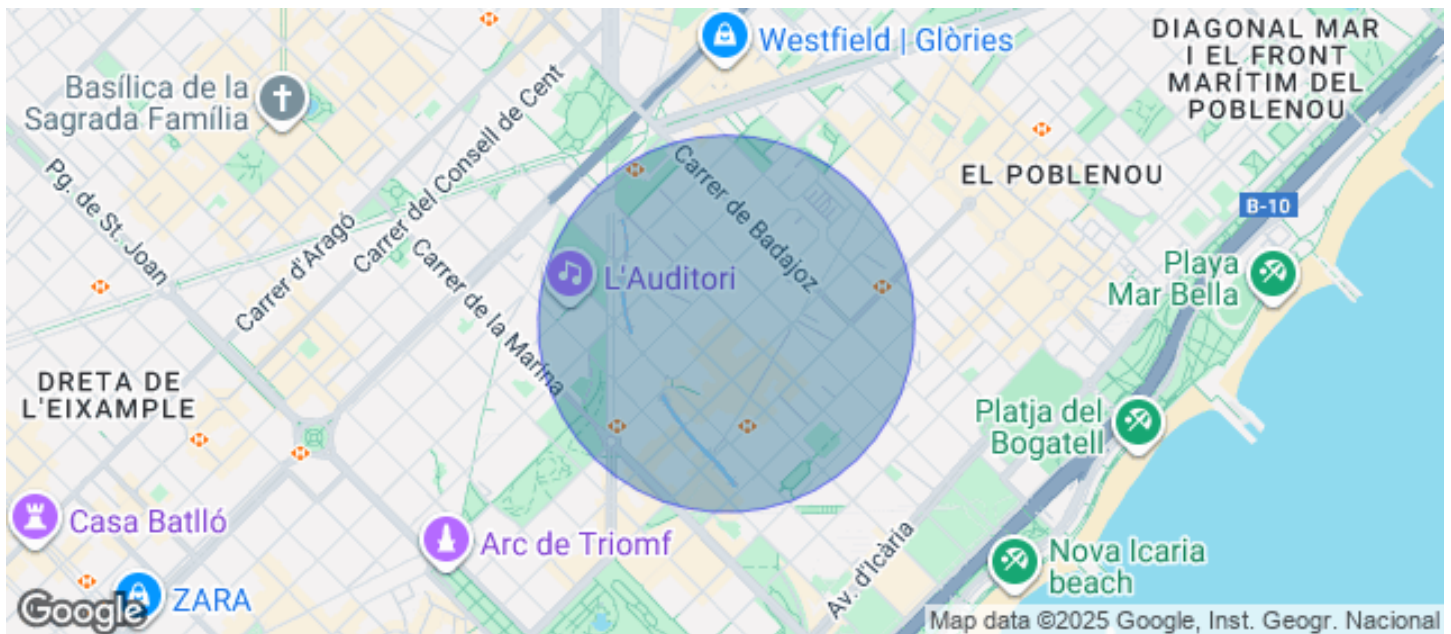 Westfield | Glòries
DIAGONAL MAR
I EL FRONT
MARÍTIM DEL
POBLENOU
Basílica de la
Sagrada Família
Carrer del Consell de Cent
Carrer de Badajoz
EL POBLENOU
B-10
Pg. de St. Joan
Carrer d'Aragó
Carrer de la Marina
L'Auditori
Playa
Mar Bella
DRETA DE
L'EIXAMPLE
Platja del
Bogatell
Casa Batlló
Arc de Triomf
Av. d'Icària
Nova Icaria
beach
ZARA
Google
Map data ©2025 Google, Inst. Geogr. Nacional